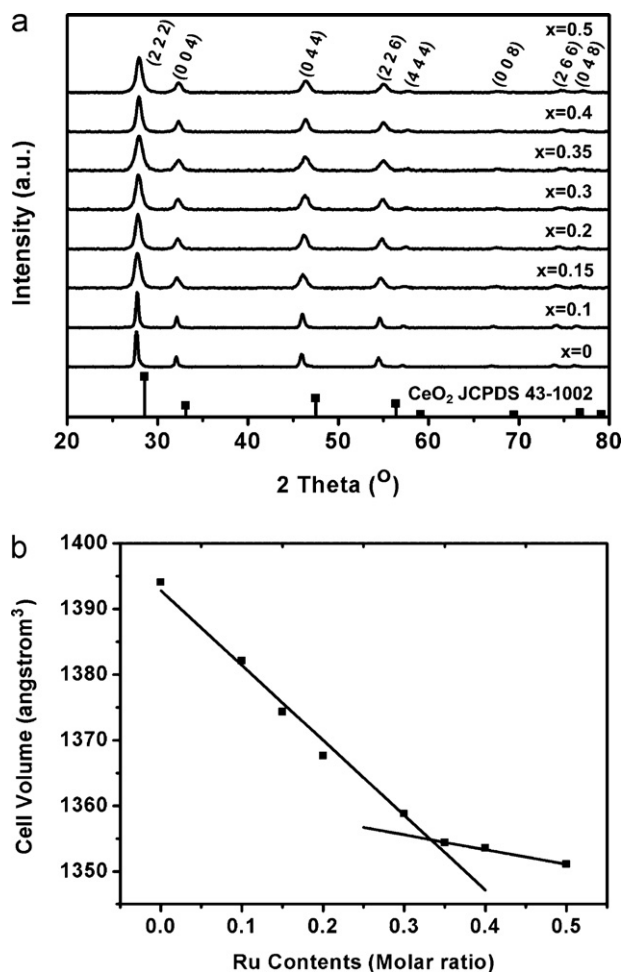 a
x=0.5
(2 2 2)
(0 0 4)
(0 4 4)
(2 2 6)
(4 4 4)
(0 0 8)
(2 6 6)
(0 4 8)
x=0.4
x=0.35
x=0.3
x=0.2
x=0.15
x=0.1
x=0
CeO₂ JCPDS 43-1002
Intensity (a.u.)
20 30 40 50 60 70 80
2 Theta (°)
b
1400
1390
1380
1370
1360
1350
Cell Volume (angstrom³)
0.0 0.1 0.2 0.3 0.4 0.5
Ru Contents (Molar ratio)